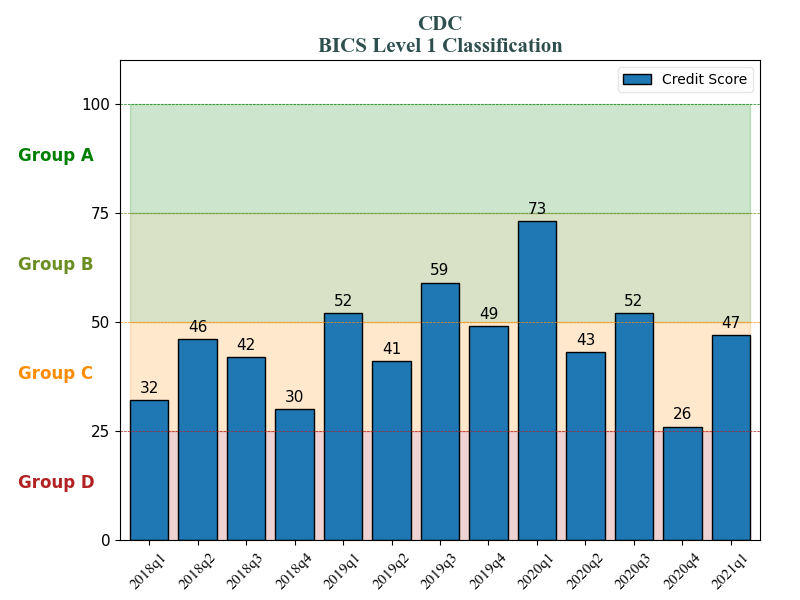 CDC
BICS Level 1 Classification
Credit Score
100
Group A
75
73
Group B
59
52
52
50
49
46
47
42
41
43
Group C
32
30
26
25
Group D
0
2018q1
2018q2
2018q3
2018q4
2019q1
2019q2
2019q3
2019q4
2020q1
2020q2
2020q3
2020q4
2021q1